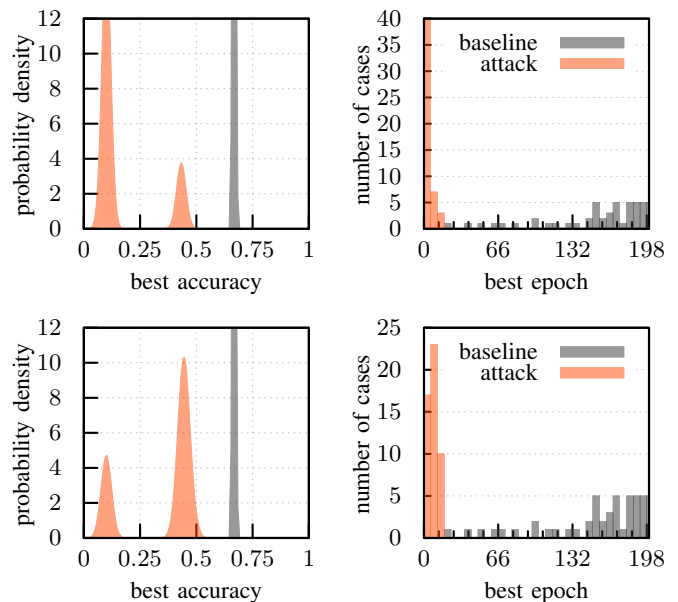 probability density
12
10
8
6
4
2
0
0 0.25 0.5 0.75 1
best accuracy
number of cases
40
35
30
25
20
15
10
5
0
baseline
attack
0 66 132 198
best epoch
probability density
12
10
8
6
4
2
0
0 0.25 0.5 0.75 1
best accuracy
number of cases
25
20
15
10
5
0
baseline
attack
0 66 132 198
best epoch